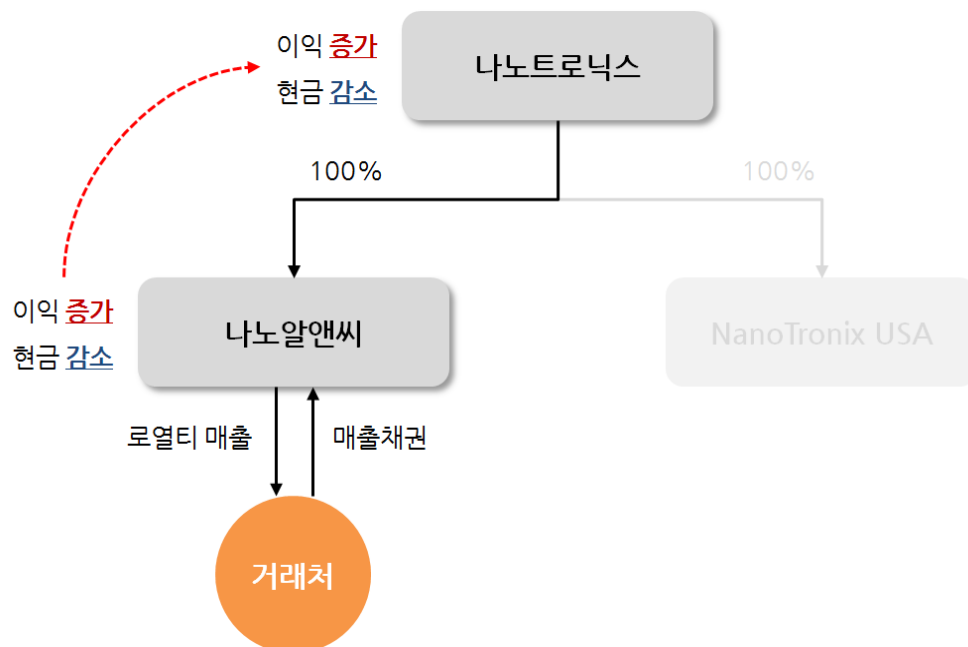 이익 증가
현금 감소
나노트로닉스
100%
100%
이익 증가
현금 감소
나노알앤씨
NanoTronix USA
로열티 매출
매출채권
거래처